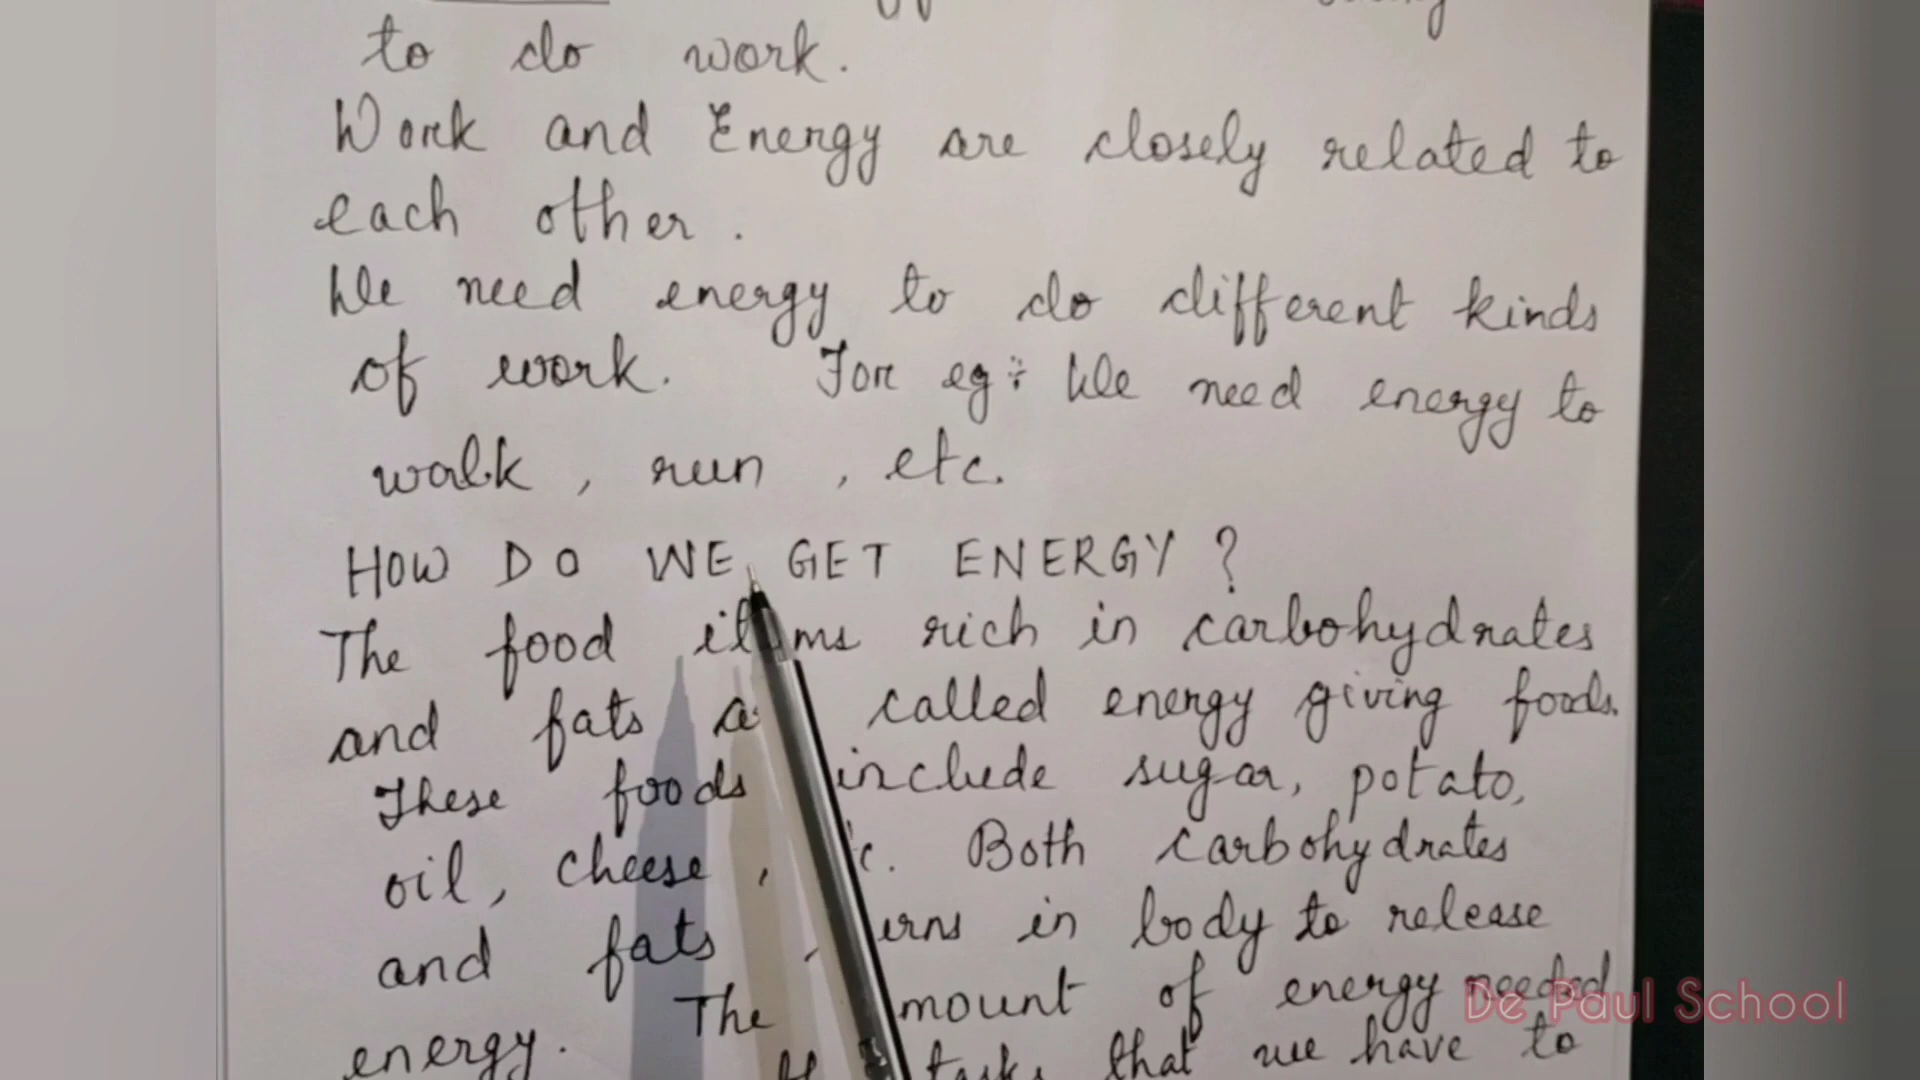 to do work.
Work and Energy are closely related to
each other.
We need energy to do different kinds
of work. For eg: We need energy to
walk, run, etc.
HOW DO WE GET ENERGY?
The food items rich in carbohydrates
and fats called energy giving foods.
These foods include sugar, potato,
oil, cheese, Both carbohydrates
and fats in body to release
energy. The of energy needed
tasks that we have to
De Paul School